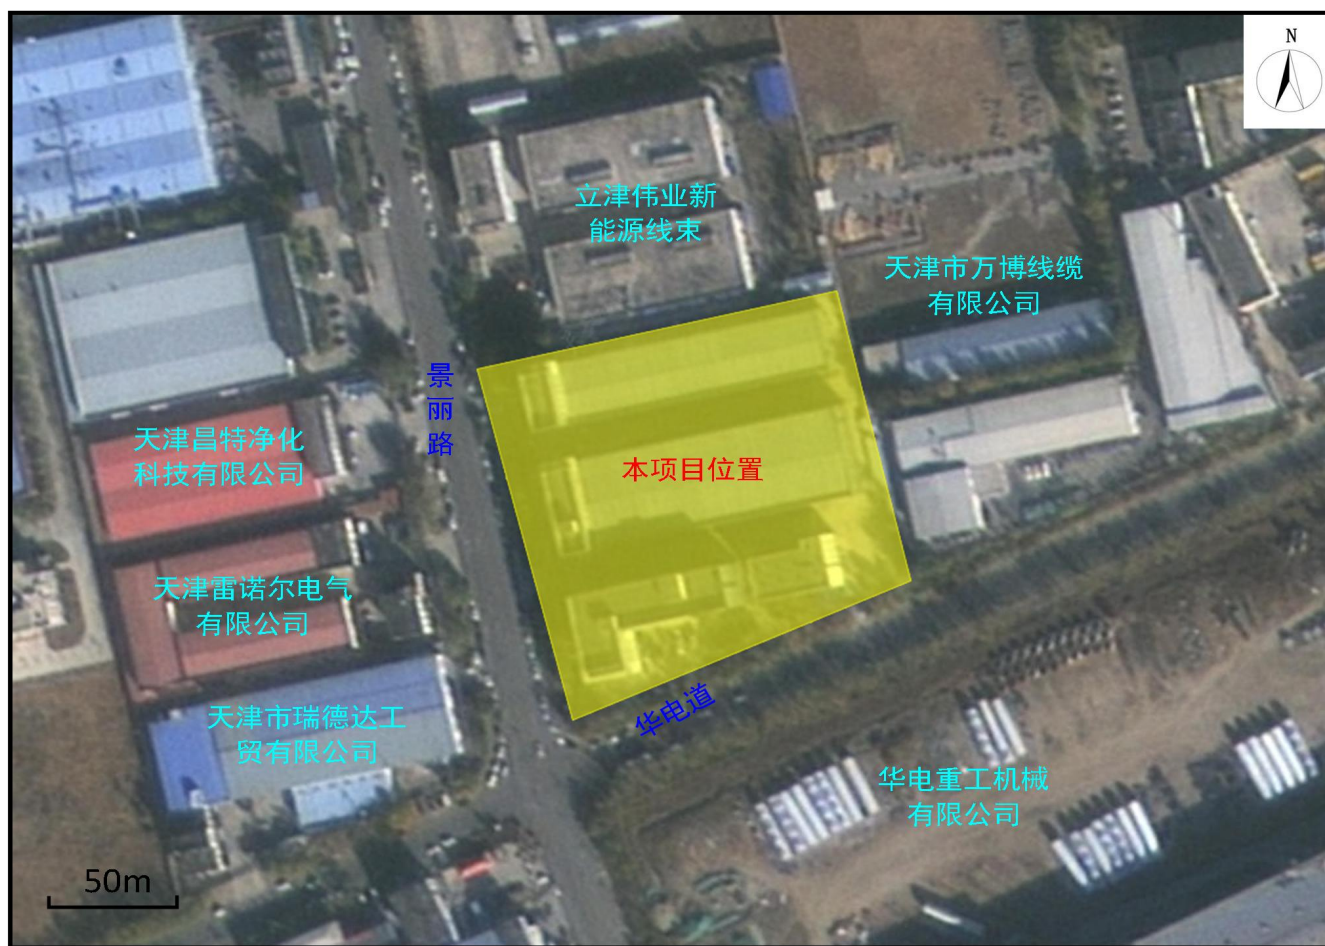 N
立津伟业新
能源线束
天津市万博线缆
有限公司
景
丽
路
天津昌特净化
科技有限公司
本项目位置
天津雷诺尔电气
有限公司
华电道
天津市瑞德达工
贸有限公司
华电重工机械
有限公司
50m